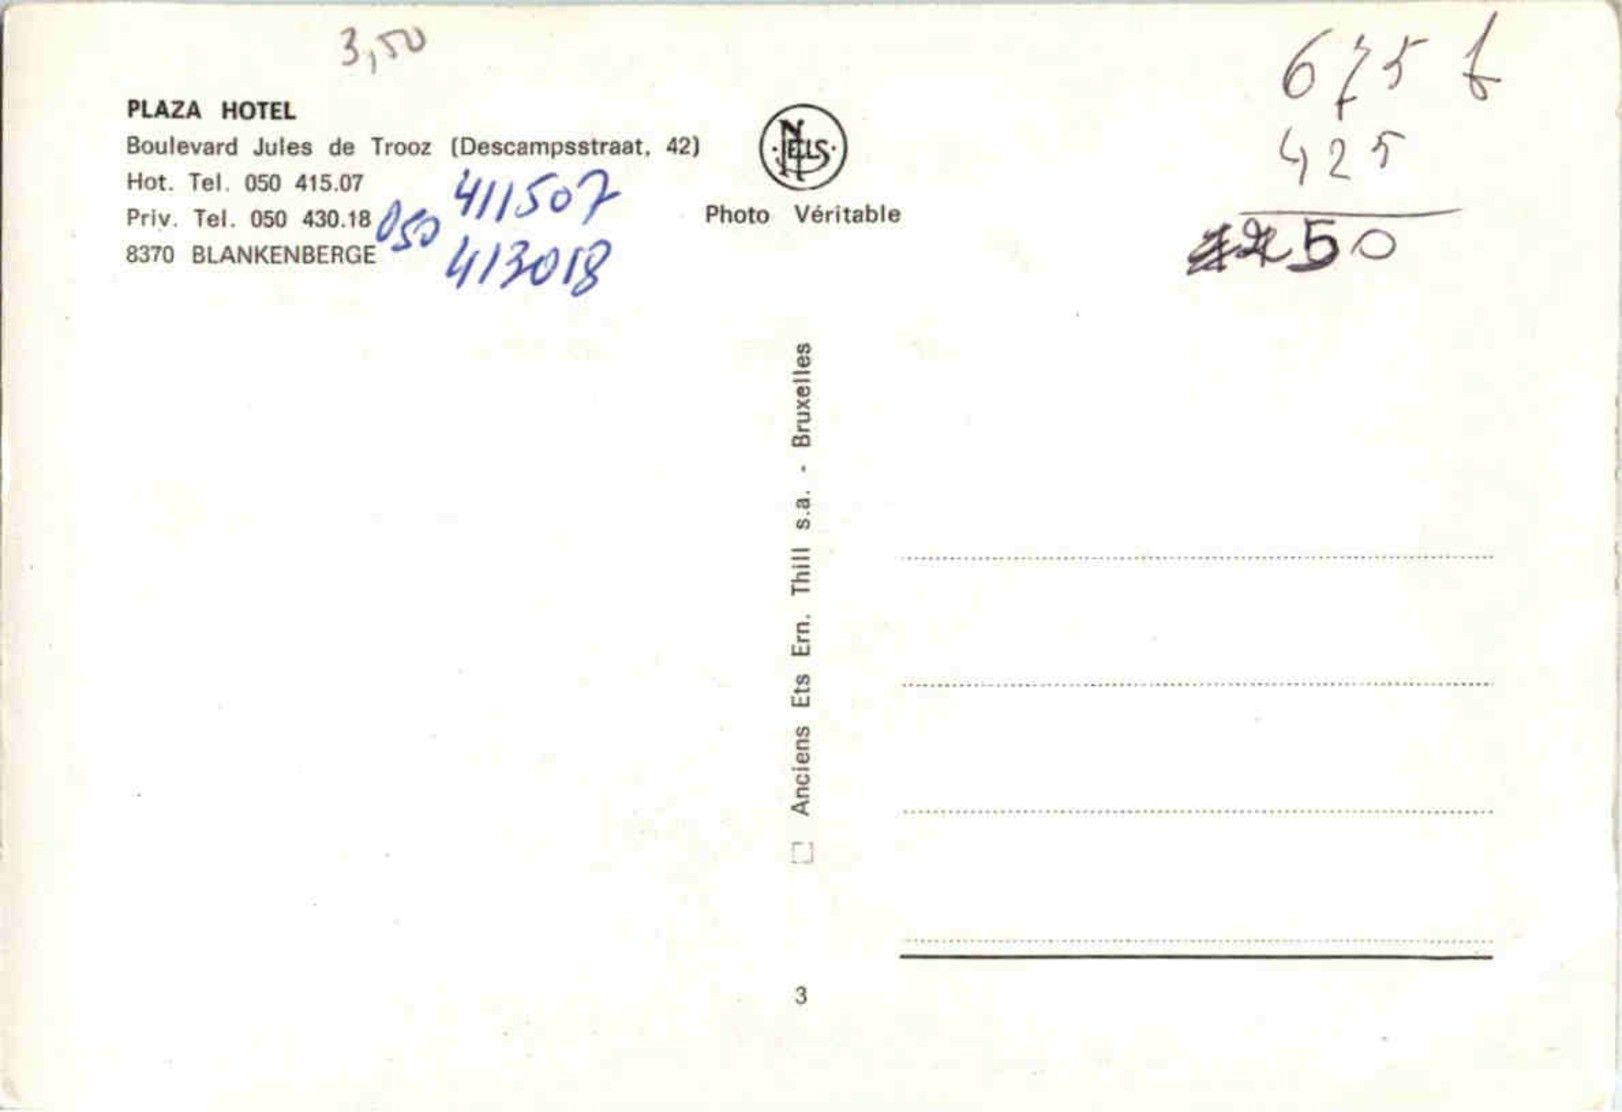 3,50
PLAZA HOTEL
Boulevard Jules de Trooz (Descampsstraat, 42)
Hot. Tel. 050 415.07
Priv. Tel. 050 430.18
8370 BLANKENBERGE
050
411507
413018
NELS
Photo Véritable
675 f
425
250
Anciens Ets Ern. Thill s.a. - Bruxelles
3